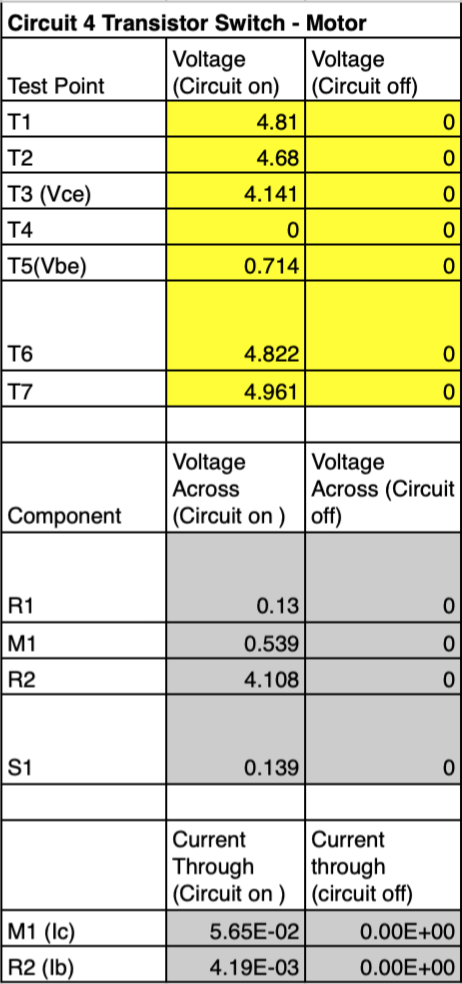 Circuit 4 Transistor Switch - Motor
Voltage Voltage
Test Point (Circuit on) (Circuit off)
T1 4.81 0
T2 4.68 0
T3 (Vce) 4.141 0
T4 0 0
T5(Vbe) 0.714 0
T6 4.822 0
T7 4.961 0
Voltage Voltage
Across Across (Circuit
Component (Circuit on ) off)
R1 0.13 0
M1 0.539 0
R2 4.108 0
S1 0.139 0
Current Current
Through through
(Circuit on ) (circuit off)
M1 (Ic) 5.65E-02 0.00E+00
R2 (Ib) 4.19E-03 0.00E+00